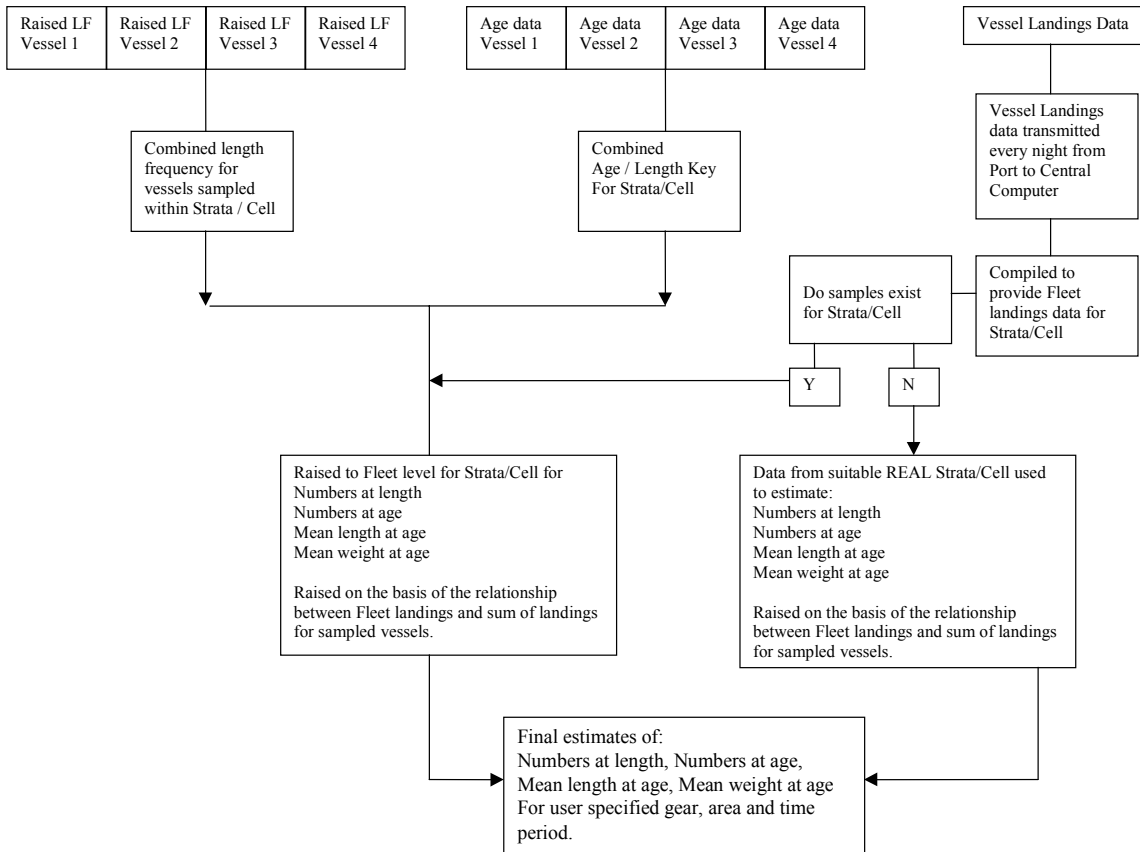 Raised LF
Vessel 1
Raised LF
Vessel 2
Raised LF
Vessel 3
Raised LF
Vessel 4
Age data
Vessel 1
Age data
Vessel 2
Age data
Vessel 3
Age data
Vessel 4
Vessel Landings Data
Combined length
frequency for
vessels sampled
within Strata / Cell
Combined
Age / Length Key
For Strata/Cell
Vessel Landings
data transmitted
every night from
Port to Central
Computer
Do samples exist
for Strata/Cell
Compiled to
provide Fleet
landings data for
Strata/Cell
Y
N
Raised to Fleet level for Strata/Cell for
Numbers at length
Numbers at age
Mean length at age
Mean weight at age
Raised on the basis of the relationship
between Fleet landings and sum of landings
for sampled vessels.
Data from suitable REAL Strata/Cell used
to estimate:
Numbers at length
Numbers at age
Mean length at age
Mean weight at age
Raised on the basis of the relationship
between Fleet landings and sum of landings
for sampled vessels.
Final estimates of:
Numbers at length, Numbers at age,
Mean length at age, Mean weight at age
For user specified gear, area and time
period.